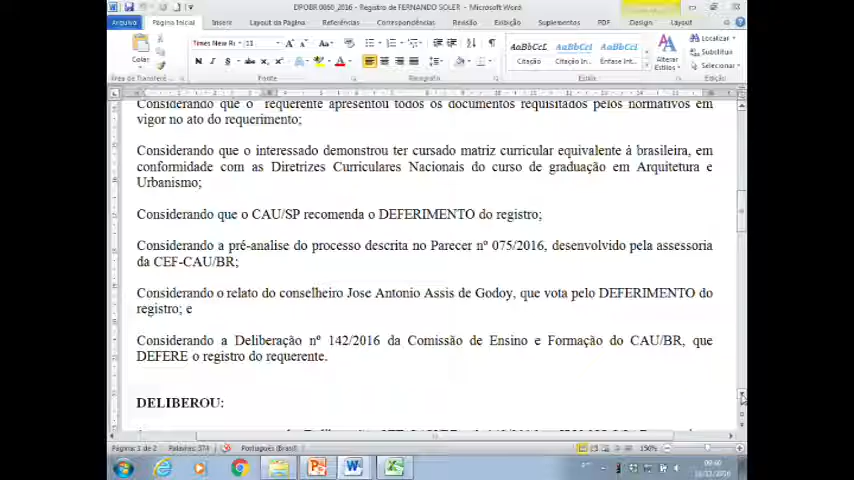 DPOBR 0060_2016 - Registro de FERNANDO SOLER - Microsoft Word
Arquivo Página Inicial Inserir Layout da Página Referências Correspondências Revisão Exibição Suplementos PDF Design Layout
Times New R 11
Colar
AaBbCcL AaBbCcL AaBbCcL
Citação Citação In... Ênfase Int...
Alterar Estilos
Localizar
Substituir
Selecionar
Área de Transferê... Fonte Parágrafo Estilo Edição
Considerando que o requerente apresentou todos os documentos requisitados pelos normativos em
vigor no ato do requerimento;
Considerando que o interessado demonstrou ter cursado matriz curricular equivalente à brasileira, em
conformidade com as Diretrizes Curriculares Nacionais do curso de graduação em Arquitetura e
Urbanismo;
Considerando que o CAU/SP recomenda o DEFERIMENTO do registro;
Considerando a pré-analise do processo descrita no Parecer nº 075/2016, desenvolvido pela assessoria
da CEF-CAU/BR;
Considerando o relato do conselheiro Jose Antonio Assis de Godoy, que vota pelo DEFERIMENTO do
registro; e
Considerando a Deliberação nº 142/2016 da Comissão de Ensino e Formação do CAU/BR, que
DEFERE o registro do requerente.
DELIBEROU:
Página: 1 de 2 Palavras: 574 Português (Brasil) 150%